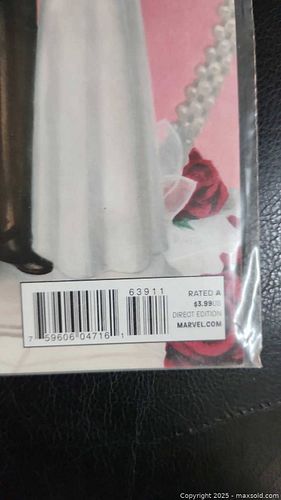 63911
7 59606 04716 1
RATED A
$3.99US
DIRECT EDITION
MARVEL.COM
Copyright 2025 - maxsold.com